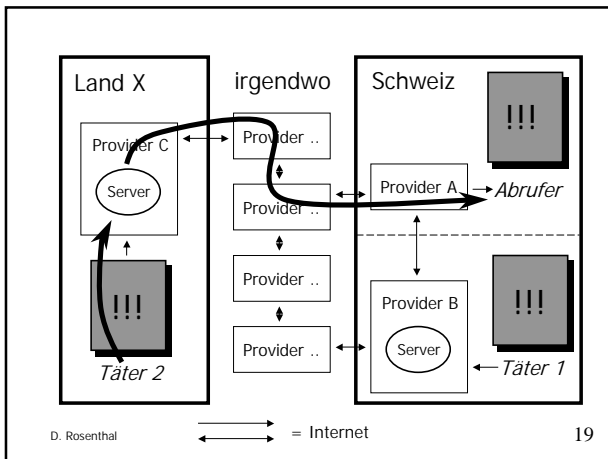 Land X
irgendwo
Schweiz
!!!
Provider C
Provider ..
Server
Provider A
Abrufer
Provider ..
!!!
Provider ..
Provider B
!!!
Provider ..
Server
Täter 2
Täter 1
D. Rosenthal
= Internet
19